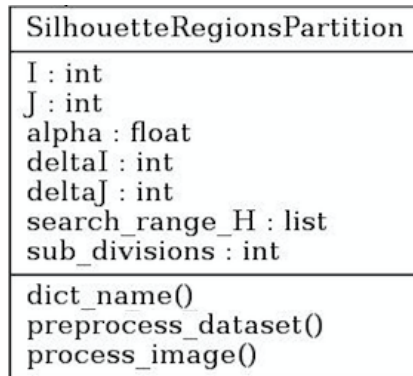 SilhouetteRegionsPartition
I : int
J : int
alpha : float
deltaI : int
deltaJ : int
search_range_H : list
sub_divisions : int
dict_name()
preprocess_dataset()
process_image()